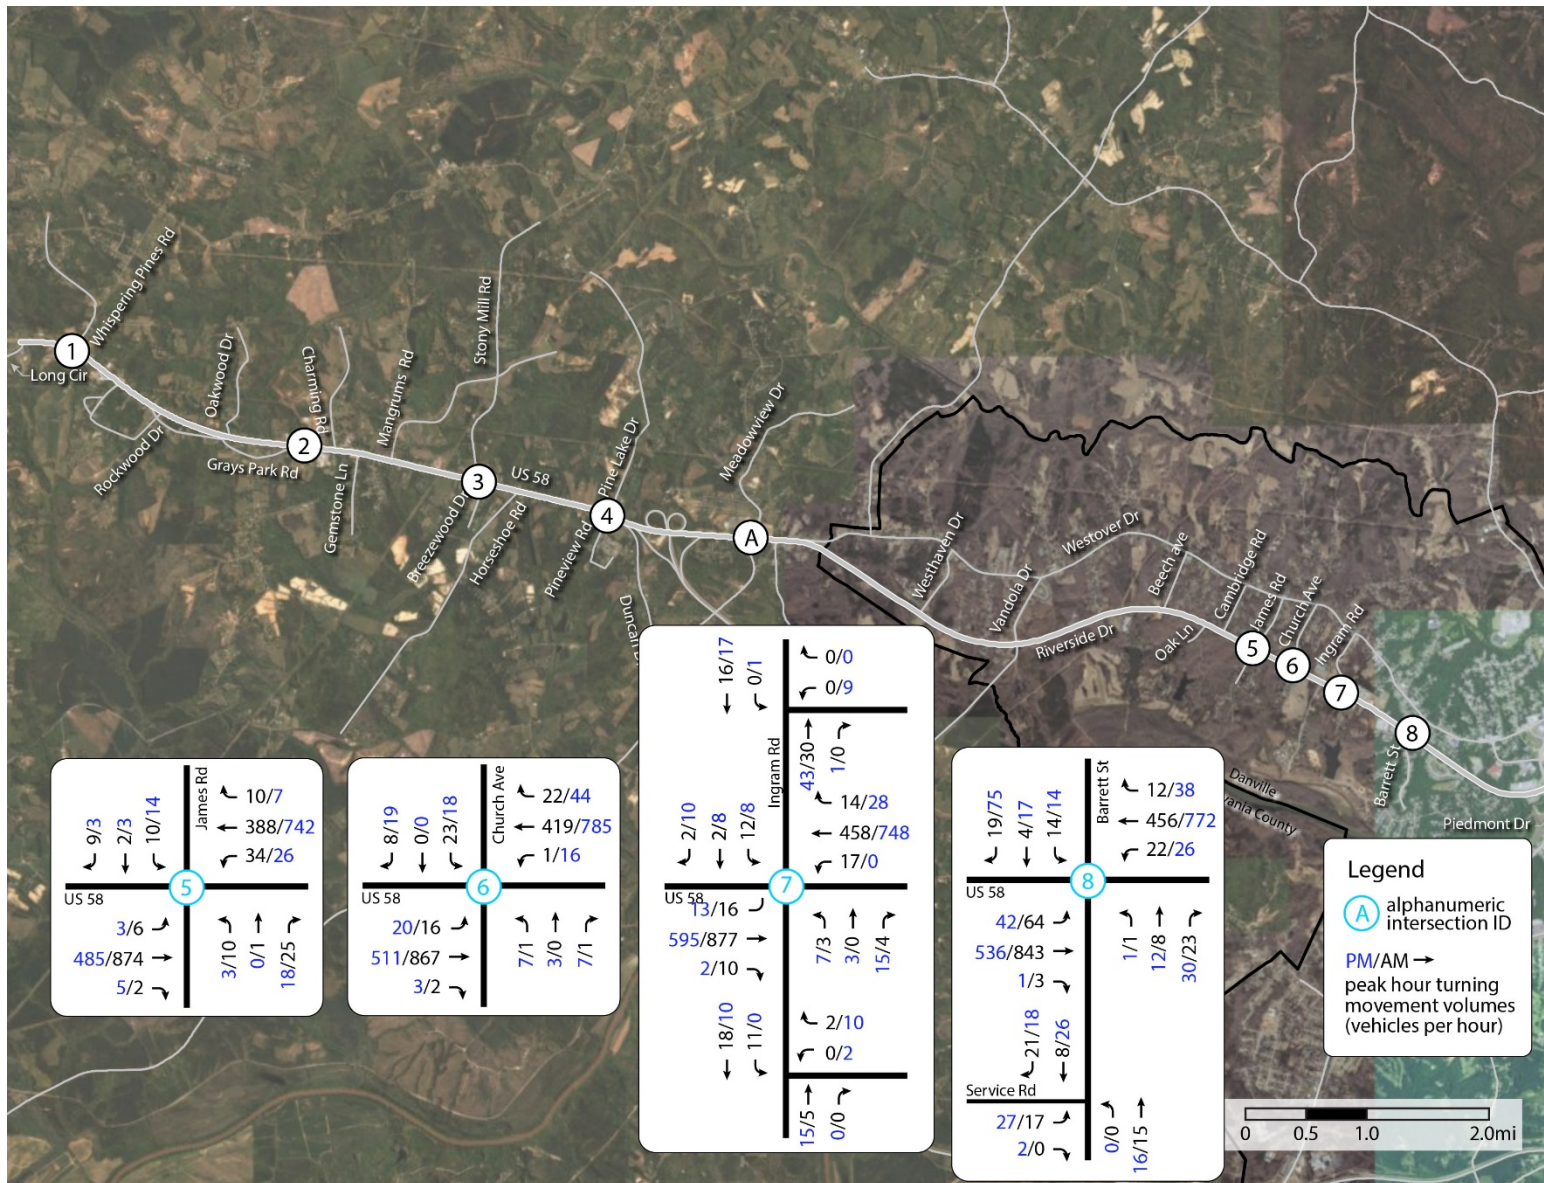 Whispering Pines Rd
1
Long Cir
Rockwood Dr
Oakwood Dr
Grays Park Rd
Charming Rd
2
Gemstone Ln
Mangrums Rd
Stony Mill Rd
3
US 58
Breezewood Dr
Horseshoe Rd
Pine Lake Dr
4
Pineview Rd
Meadowview Dr
A
Westhaven Dr
Vandola Dr
Westover Dr
Riverside Dr
Beech ave
Oak Ln
Cambridge Rd
James Rd
Church Ave
Ingram Rd
5
6
7
8
Barrett St
Danville
Piedmont Dr
James Rd
9/3
2/3
10/14
10/7
388/742
34/26
US 58
5
3/6
485/874
5/2
3/10
0/1
18/25
Church Ave
8/19
0/0
23/18
22/44
419/785
1/16
US 58
6
20/16
511/867
3/2
7/1
3/0
7/1
16/17
0/1
0/0
0/9
Ingram Rd
43/30
1/0
2/10
2/8
12/8
14/28
458/748
17/0
US 58
7
13/16
595/877
2/10
7/3
3/0
15/4
18/10
11/0
2/10
0/2
15/5
0/0
Barrett St
19/75
4/17
14/14
12/38
456/772
22/26
US 58
8
42/64
536/843
1/3
1/1
12/8
30/23
21/18
8/26
Service Rd
27/17
2/0
0/0
16/15
Legend
A alphanumeric
intersection ID
PM/AM
peak hour turning
movement volumes
(vehicles per hour)
0 0.5 1.0 2.0mi